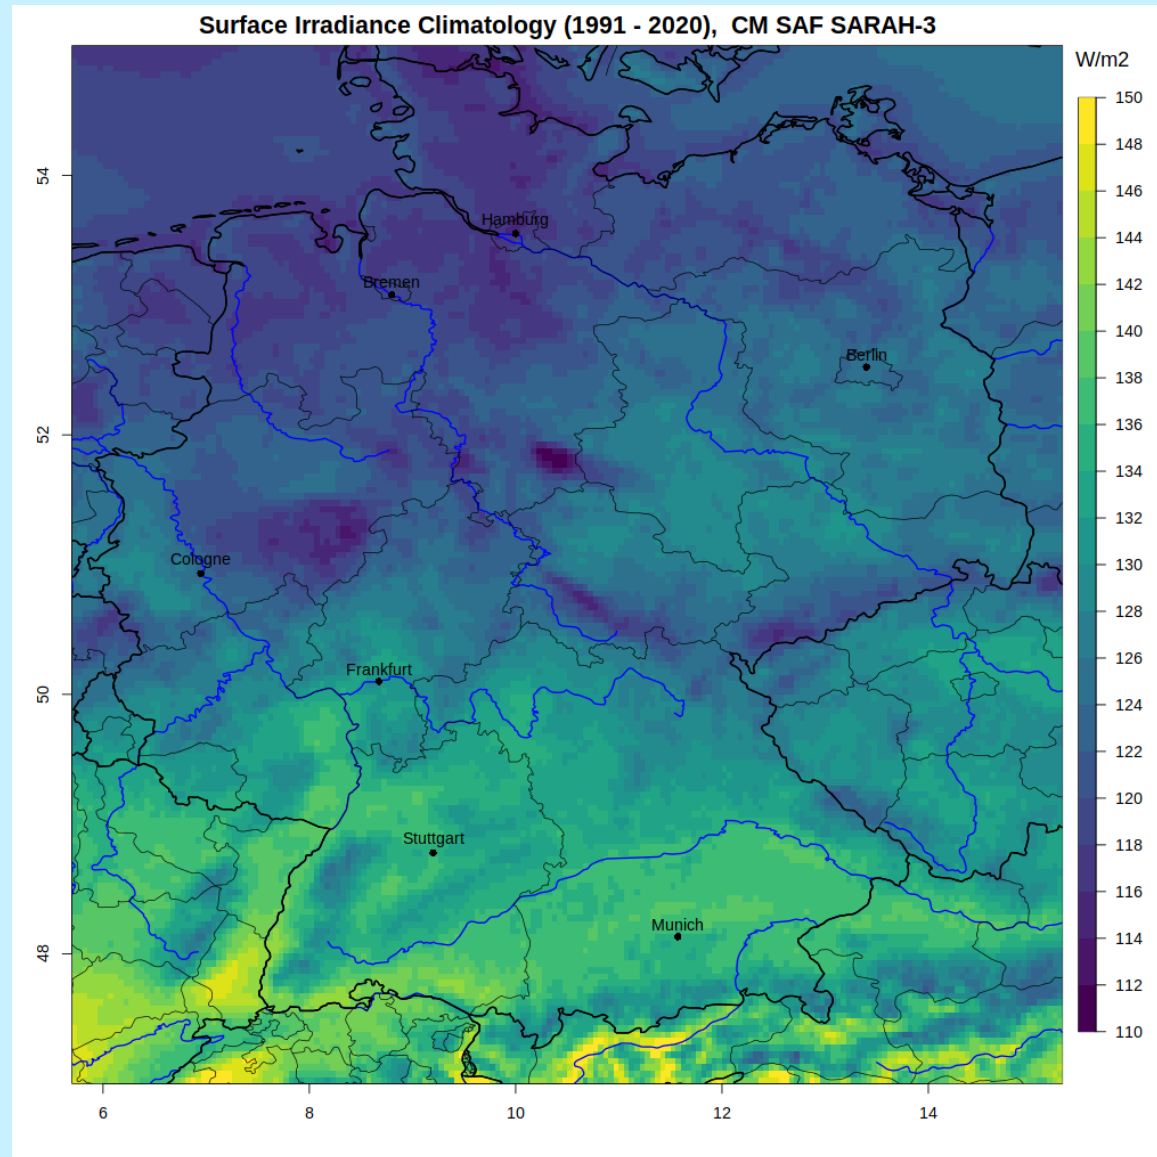 Surface Irradiance Climatology (1991 - 2020),  CM SAF SARAH-3
W/m2
150
148
146
144
142
140
138
136
134
132
130
128
126
124
122
120
118
116
114
112
110
54
52
50
48
Hamburg
Bremen
Berlin
Cologne
Frankfurt
Stuttgart
Munich
6 8 10 12 14